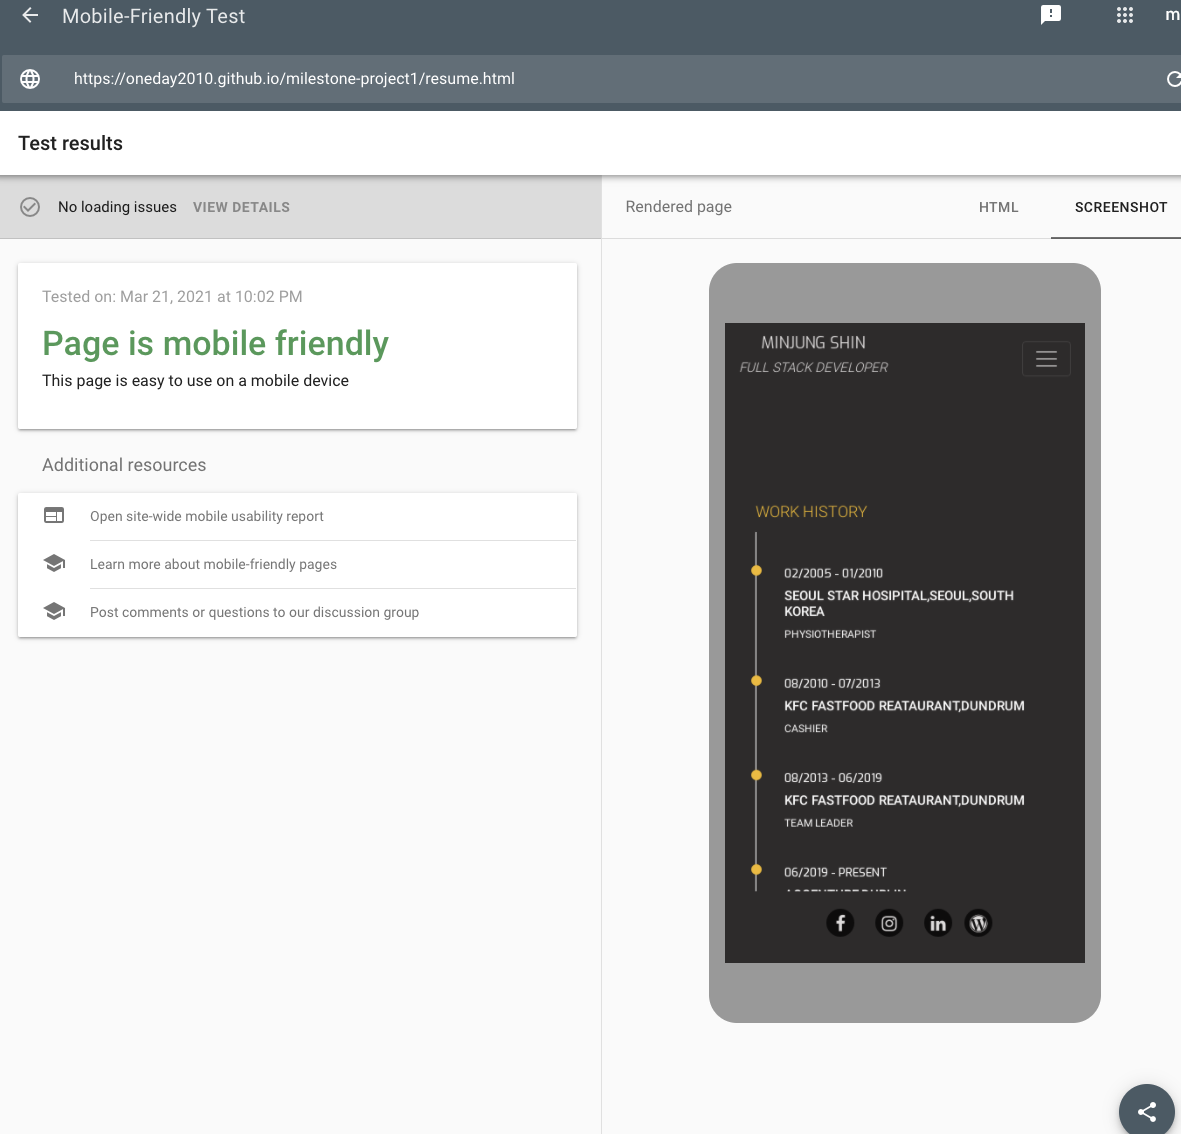 Mobile-Friendly Test
m
https://oneday2010.github.io/milestone-project1/resume.html
Test results
No loading issues VIEW DETAILS
Tested on: Mar 21, 2021 at 10:02 PM
Page is mobile friendly
This page is easy to use on a mobile device
Additional resources
Open site-wide mobile usability report
Learn more about mobile-friendly pages
Post comments or questions to our discussion group
Rendered page HTML SCREENSHOT
MINJUNG SHIN
FULL STACK DEVELOPER
WORK HISTORY
02/2005 - 01/2010
SEOUL STAR HOSIPITAL,SEOUL,SOUTH
KOREA
PHYSIOTHERAPIST
08/2010 - 07/2013
KFC FASTFOOD REATAURANT,DUNDRUM
CASHIER
08/2013 - 06/2019
KFC FASTFOOD REATAURANT,DUNDRUM
TEAM LEADER
06/2019 - PRESENT